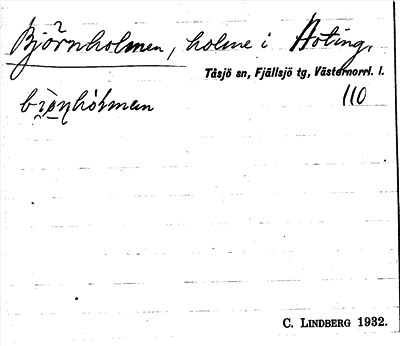 Björnholmen, holme i Hoting,
Tåsjö sn, Fjällsjö tg, Västernorrl. l.
110
C. LINDBERG 1932.